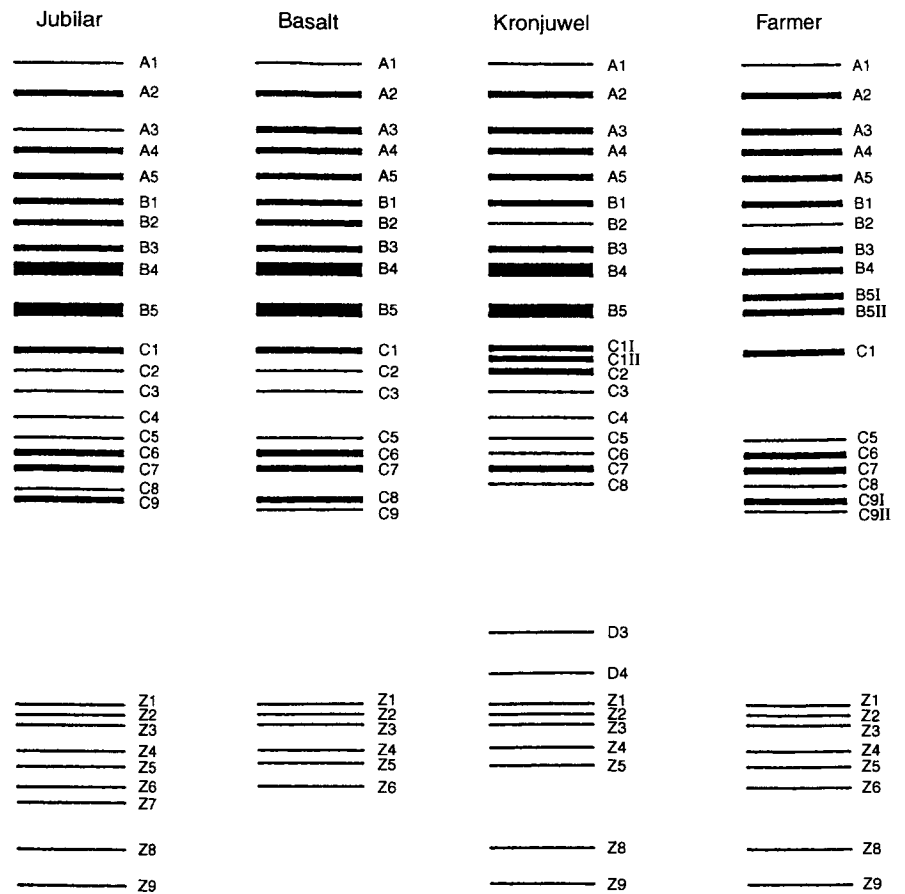 Jubilar
A1
A2
A3
A4
A5
B1
B2
B3
B4
B5
C1
C2
C3
C4
C5
C6
C7
C8
C9
Z1
Z2
Z3
Z4
Z5
Z6
Z7
Z8
Z9
Basalt
A1
A2
A3
A4
A5
B1
B2
B3
B4
B5
C1
C2
C3
C5
C6
C7
C8
C9
Z1
Z2
Z3
Z4
Z5
Z6
Kronjuwel
A1
A2
A3
A4
A5
B1
B2
B3
B4
B5
C1I
C1II
C2
C3
C4
C5
C6
C7
C8
D3
D4
Z1
Z2
Z3
Z4
Z5
Z8
Z9
Farmer
A1
A2
A3
A4
A5
B1
B2
B3
B4
B5I
B5II
C1
C5
C6
C7
C8
C9I
C9II
Z1
Z2
Z3
Z4
Z5
Z6
Z8
Z9